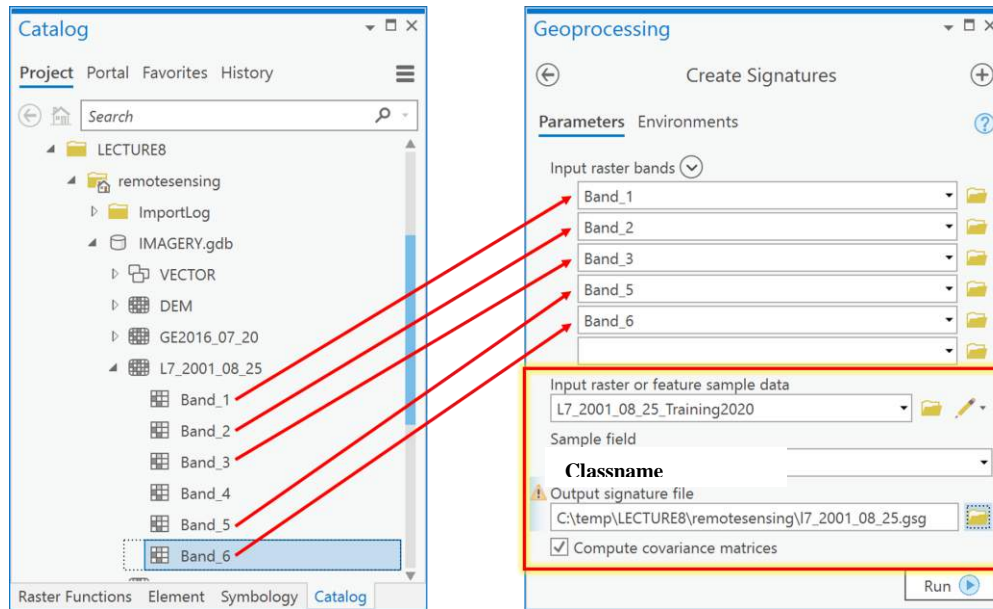 Catalog
Project Portal Favorites History
Search
LECTURE8
remotesensing
ImportLog
IMAGERY.gdb
VECTOR
DEM
GE2016_07_20
L7_2001_08_25
Band_1
Band_2
Band_3
Band_4
Band_5
Band_6
Raster Functions Element Symbology Catalog
Geoprocessing
Create Signatures
Parameters Environments
?
Input raster bands
Band_1
Band_2
Band_3
Band_5
Band_6
Input raster or feature sample data
L7_2001_08_25_Training2020
Sample field
Classname
Output signature file
C:\temp\LECTURE8\remotesensing\l7_2001_08_25.gsg
Compute covariance matrices
Run